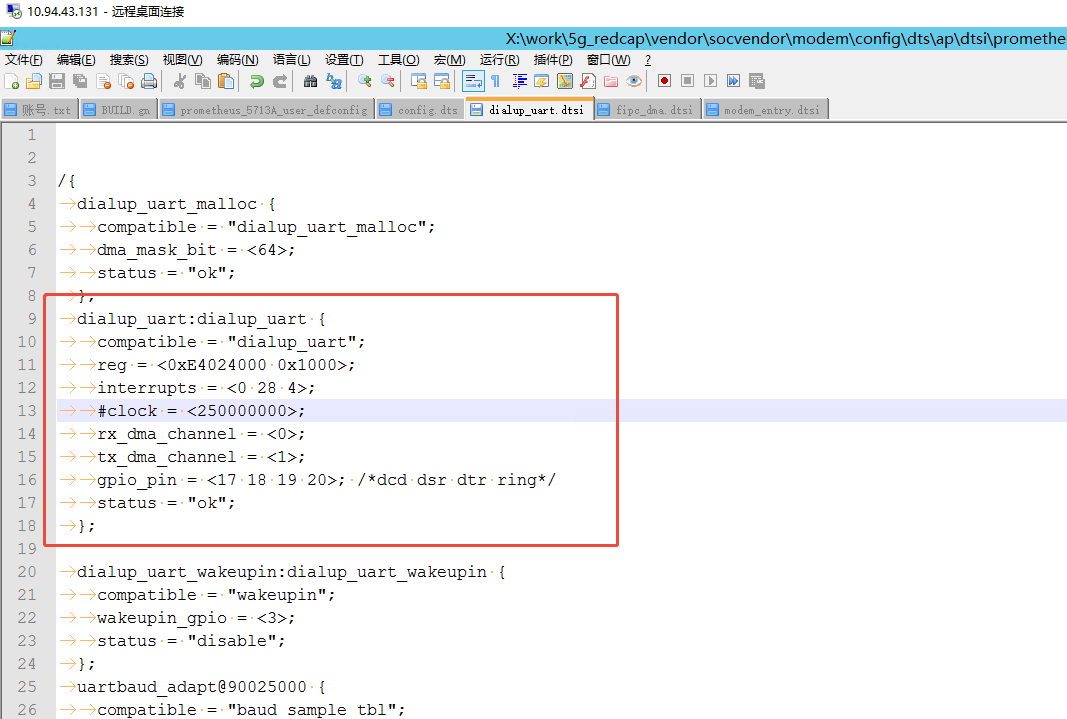 10.94.43.131 - 远程桌面连接
X:\work\5g_redcap\vendor\socvendor\modem\config\dts\ap\dtsi\promethe
文件(F) 编辑(E) 搜索(S) 视图(V) 编码(N) 语言(L) 设置(T) 工具(O) 宏(M) 运行(R) 插件(P) 窗口(W) ?
账号.txt BUILD.gn prometheus_5713A_user_defconfig config.dts dialup_uart.dtsi fipc_dma.dtsi modem_entry.dtsi
1
2
3 /{
4 dialup_uart_malloc {
5 compatible = "dialup_uart_malloc";
6 dma_mask_bit = <64>;
7 status = "ok";
8 };
9 dialup_uart:dialup_uart {
10 compatible = "dialup_uart";
11 reg = <0xE4024000 0x1000>;
12 interrupts = <0 28 4>;
13 #clock = <250000000>;
14 rx_dma_channel = <0>;
15 tx_dma_channel = <1>;
16 gpio_pin = <17 18 19 20>; /*dcd dsr dtr ring*/
17 status = "ok";
18 };
19
20 dialup_uart_wakeupin:dialup_uart_wakeupin {
21 compatible = "wakeupin";
22 wakeupin_gpio = <3>;
23 status = "disable";
24 };
25 uartbaud_adapt@90025000 {
26 compatible = "baud sample tbl";